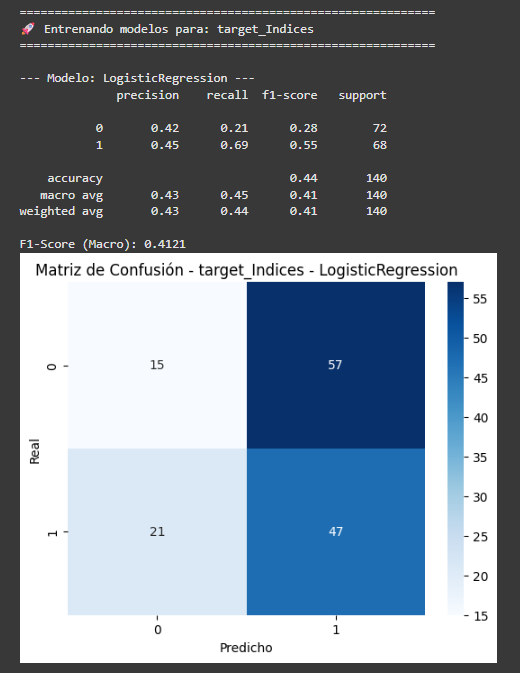 ============================================================
🚀 Entrenando modelos para: target_Indices
============================================================
--- Modelo: LogisticRegression ---
precision recall f1-score support
0 0.42 0.21 0.28 72
1 0.45 0.69 0.55 68
accuracy 0.44 140
macro avg 0.43 0.45 0.41 140
weighted avg 0.43 0.44 0.41 140
F1-Score (Macro): 0.4121
Matriz de Confusión - target_Indices - LogisticRegression
0
15
57
1
21
47
Real
0
1
Predicho
55
50
45
40
35
30
25
20
15